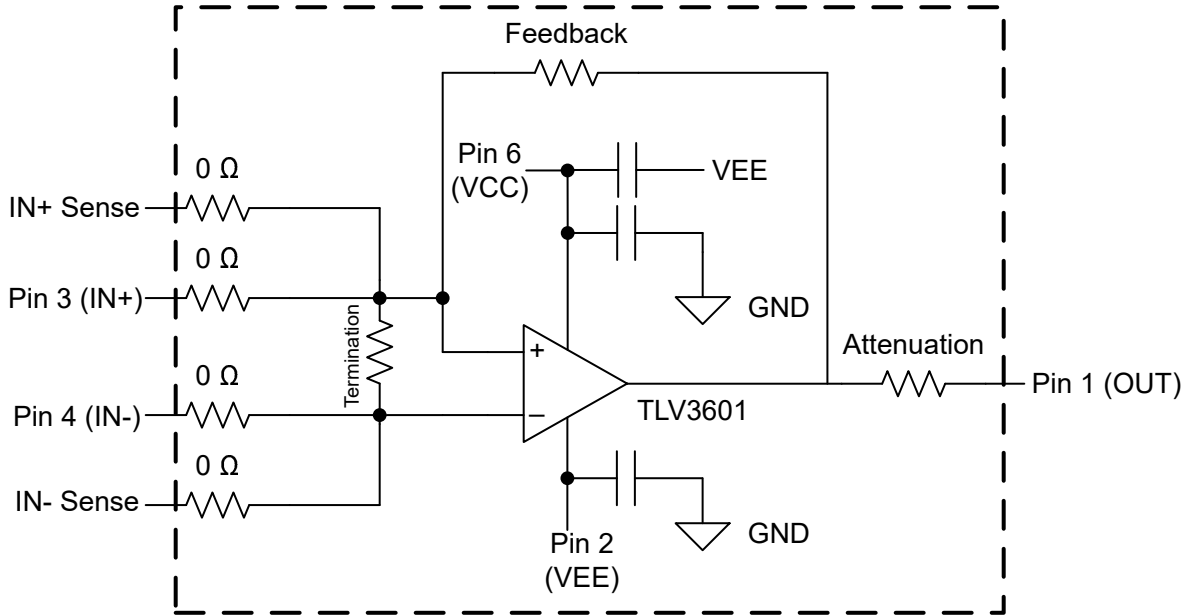 Feedback
Pin 6
(VCC)
VEE
0 Ω
IN+ Sense
0 Ω
Pin 3 (IN+)
GND
Termination
+
Attenuation
0 Ω
Pin 4 (IN-)
−
Pin 1 (OUT)
TLV3601
0 Ω
IN- Sense
GND
Pin 2
(VEE)